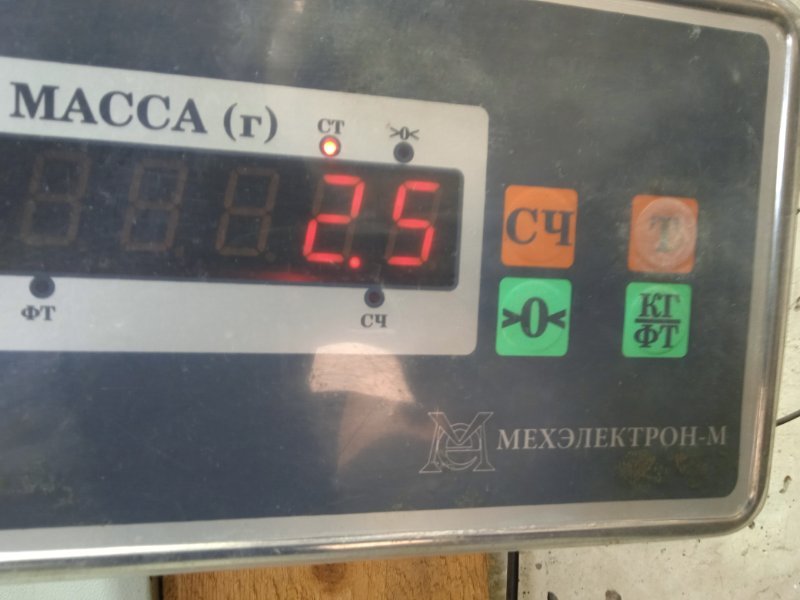 МАССА (г)
СТ
>0<
2.5
ФТ
СЧ
СЧ
Т
>0<
КГ
ФТ
МЕХЭЛЕКТРОН-М